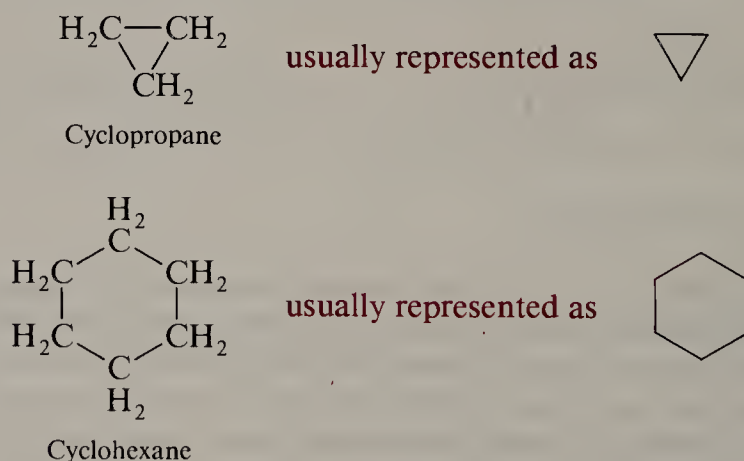 H₂C—CH₂
CH₂
usually represented as
Cyclopropane
H₂
C
H₂C CH₂
usually represented as
H₂C CH₂
C
H₂
Cyclohexane